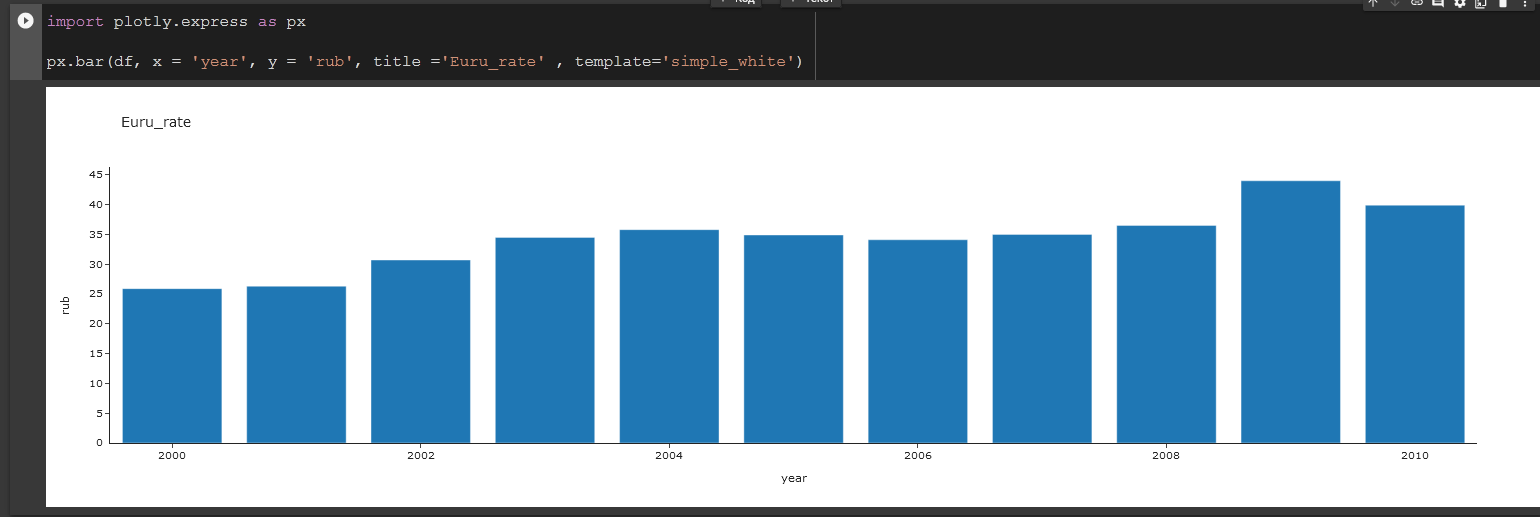 import plotly.express as px
px.bar(df, x = 'year', y = 'rub', title ='Euru_rate' , template='simple_white')
Euru_rate
45
40
35
30
25
20
15
10
5
0
rub
2000 2002 2004 2006 2008 2010
year